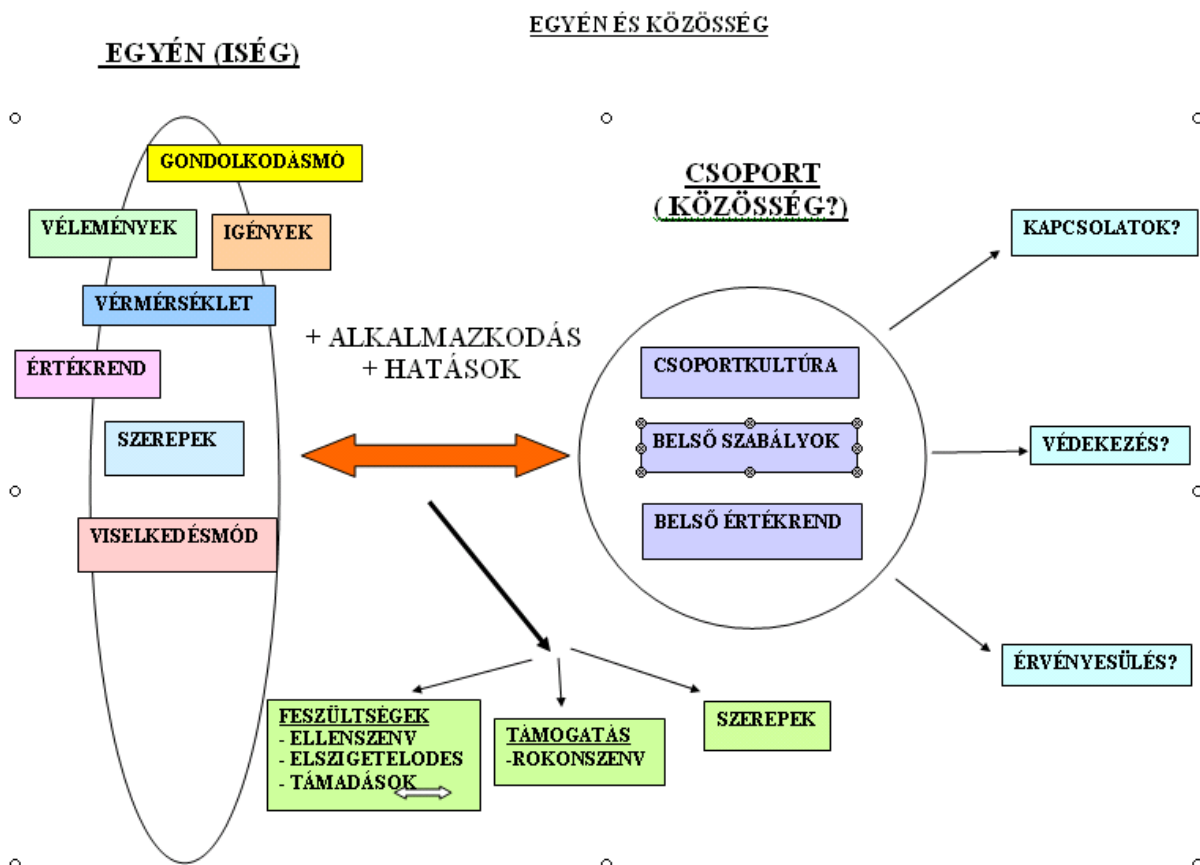 EGYÉN ÉS KÖZÖSSÉG
EGYÉN (ISÉG)
GONDOLKODÁSMÓ
VÉLEMÉNYEK
IGÉNYEK
VÉRMÉRSÉKLET
ÉRTÉKREND
SZEREPEK
VISELKEDÉSMÓD
+ ALKALMAZKODÁS
+ HATÁSOK
CSOPORT
( KÖZÖSSÉG?)
CSOPORTKULTÚRA
BELSŐ SZABÁLYOK
BELSŐ ÉRTÉKREND
KAPCSOLATOK?
VÉDEKEZÉS?
ÉRVÉNYESÜLÉS?
FESZÜLTSÉGEK
- ELLENSZENV
- ELSZIGETELODES
- TÁMADÁSOK
TÁMOGATÁS
-ROKONSZENV
SZEREPEK